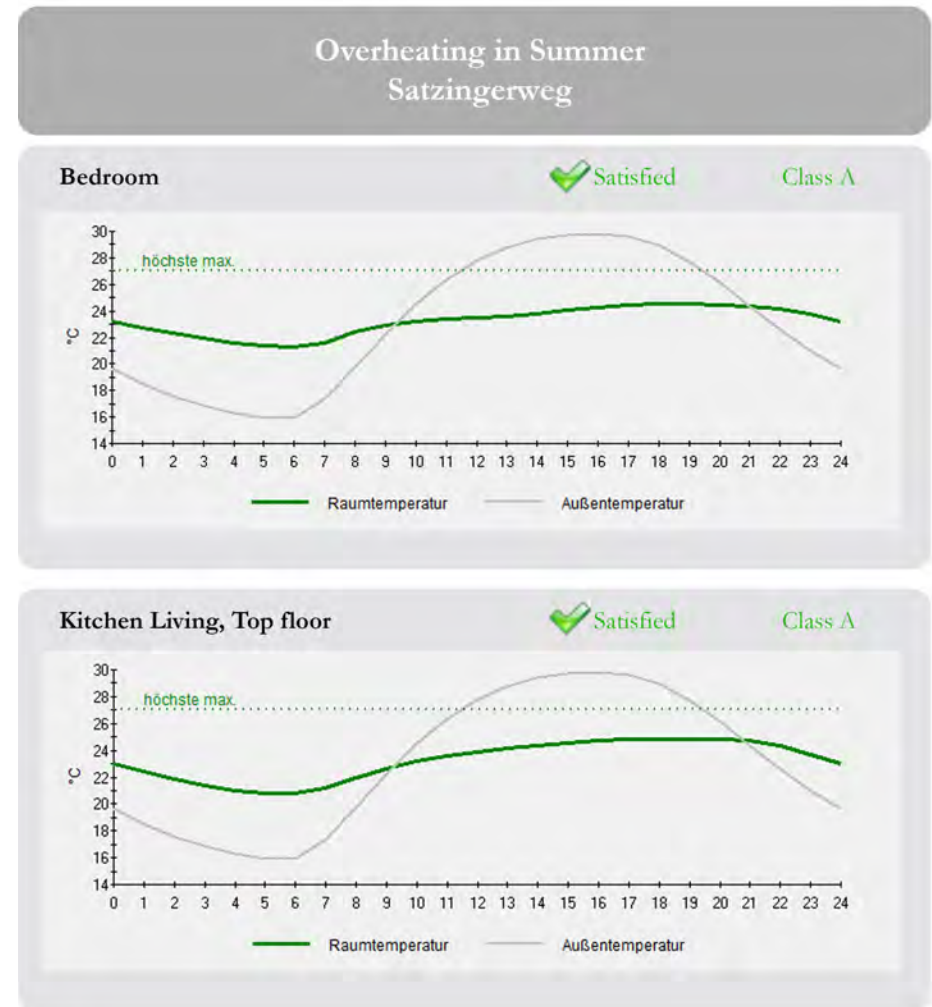 Overheating in Summer
Satzingerweg
Bedroom
Satisfied
Class A
30
28
höchste max.
26
24
°C
22
20
18
16
14
0 1 2 3 4 5 6 7 8 9 10 11 12 13 14 15 16 17 18 19 20 21 22 23 24
Raumtemperatur
Außentemperatur
Kitchen Living, Top floor
Satisfied
Class A
30
28
höchste max.
26
24
°C
22
20
18
16
14
0 1 2 3 4 5 6 7 8 9 10 11 12 13 14 15 16 17 18 19 20 21 22 23 24
Raumtemperatur
Außentemperatur